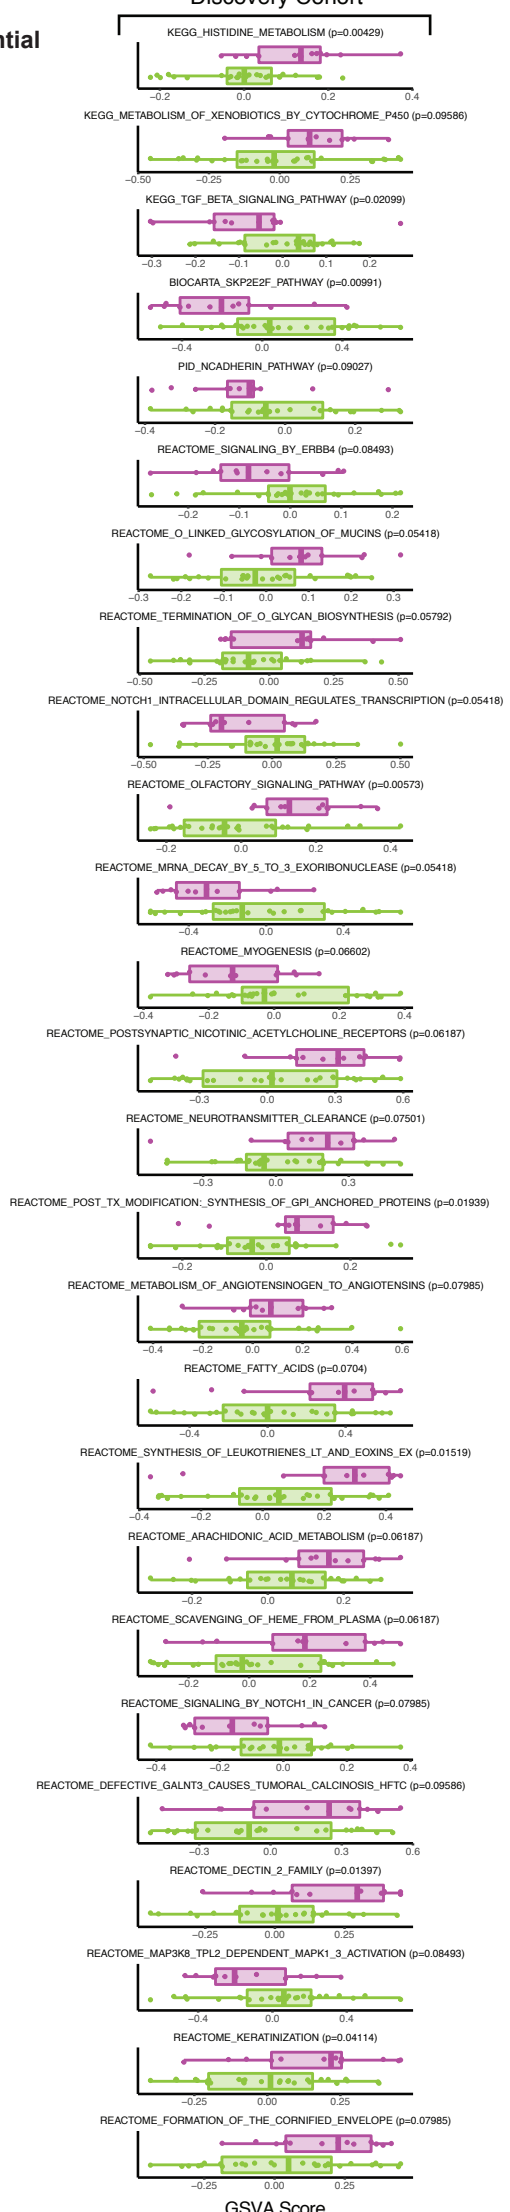 Discovery Cohort
ntial
KEGG_HISTIDINE_METABOLISM (p=0.00429)
−0.2 0.0 0.2 0.4
KEGG_METABOLISM_OF_XENOBIOTICS_BY_CYTOCHROME_P450 (p=0.09586)
−0.50 −0.25 0.00 0.25
KEGG_TGF_BETA_SIGNALING_PATHWAY (p=0.02099)
−0.3 −0.2 −0.1 0.0 0.1 0.2
BIOCARTA_SKP2E2F_PATHWAY (p=0.00991)
−0.4 0.0 0.4
PID_NCADHERIN_PATHWAY (p=0.09027)
−0.4 −0.2 0.0 0.2
REACTOME_SIGNALING_BY_ERBB4 (p=0.08493)
−0.2 −0.1 0.0 0.1 0.2
REACTOME_O_LINKED_GLYCOSYLATION_OF_MUCINS (p=0.05418)
−0.3 −0.2 −0.1 0.0 0.1 0.2 0.3
REACTOME_TERMINATION_OF_O_GLYCAN_BIOSYNTHESIS (p=0.05792)
−0.50 −0.25 0.00 0.25 0.50
REACTOME_NOTCH1_INTRACELLULAR_DOMAIN_REGULATES_TRANSCRIPTION (p=0.05418)
−0.50 −0.25 0.00 0.25 0.50
REACTOME_OLFACTORY_SIGNALING_PATHWAY (p=0.00573)
−0.2 0.0 0.2 0.4
REACTOME_MRNA_DECAY_BY_5_TO_3_EXORIBONUCLEASE (p=0.05418)
−0.4 0.0 0.4
REACTOME_MYOGENESIS (p=0.06602)
−0.4 −0.2 0.0 0.2 0.4
REACTOME_POSTSYNAPTIC_NICOTINIC_ACETYLCHOLINE_RECEPTORS (p=0.06187)
−0.3 0.0 0.3 0.6
REACTOME_NEUROTRANSMITTER_CLEARANCE (p=0.07501)
−0.3 0.0 0.3
REACTOME_POST_TX_MODIFICATION:_SYNTHESIS_OF_GPI_ANCHORED_PROTEINS (p=0.01939)
−0.2 0.0 0.2
REACTOME_METABOLISM_OF_ANGIOTENSINOGEN_TO_ANGIOTENSINS (p=0.07985)
−0.4 −0.2 0.0 0.2 0.4 0.6
REACTOME_FATTY_ACIDS (p=0.0704)
−0.4 0.0 0.4
REACTOME_SYNTHESIS_OF_LEUKOTRIENES_LT_AND_EOXINS_EX (p=0.01519)
−0.4 −0.2 0.0 0.2 0.4
REACTOME_ARACHIDONIC_ACID_METABOLISM (p=0.06187)
−0.2 0.0 0.2
REACTOME_SCAVENGING_OF_HEME_FROM_PLASMA (p=0.06187)
−0.2 0.0 0.2 0.4
REACTOME_SIGNALING_BY_NOTCH1_IN_CANCER (p=0.07985)
−0.4 −0.2 0.0 0.2 0.4
REACTOME_DEFECTIVE_GALNT3_CAUSES_TUMORAL_CALCINOSIS_HFTC (p=0.09586)
−0.3 0.0 0.3 0.6
REACTOME_DECTIN_2_FAMILY (p=0.01397)
−0.25 0.00 0.25
REACTOME_MAP3K8_TPL2_DEPENDENT_MAPK1_3_ACTIVATION (p=0.08493)
−0.4 0.0 0.4
REACTOME_KERATINIZATION (p=0.04114)
−0.25 0.00 0.25
REACTOME_FORMATION_OF_THE_CORNIFIED_ENVELOPE (p=0.07985)
−0.25 0.00 0.25
GSVA Score